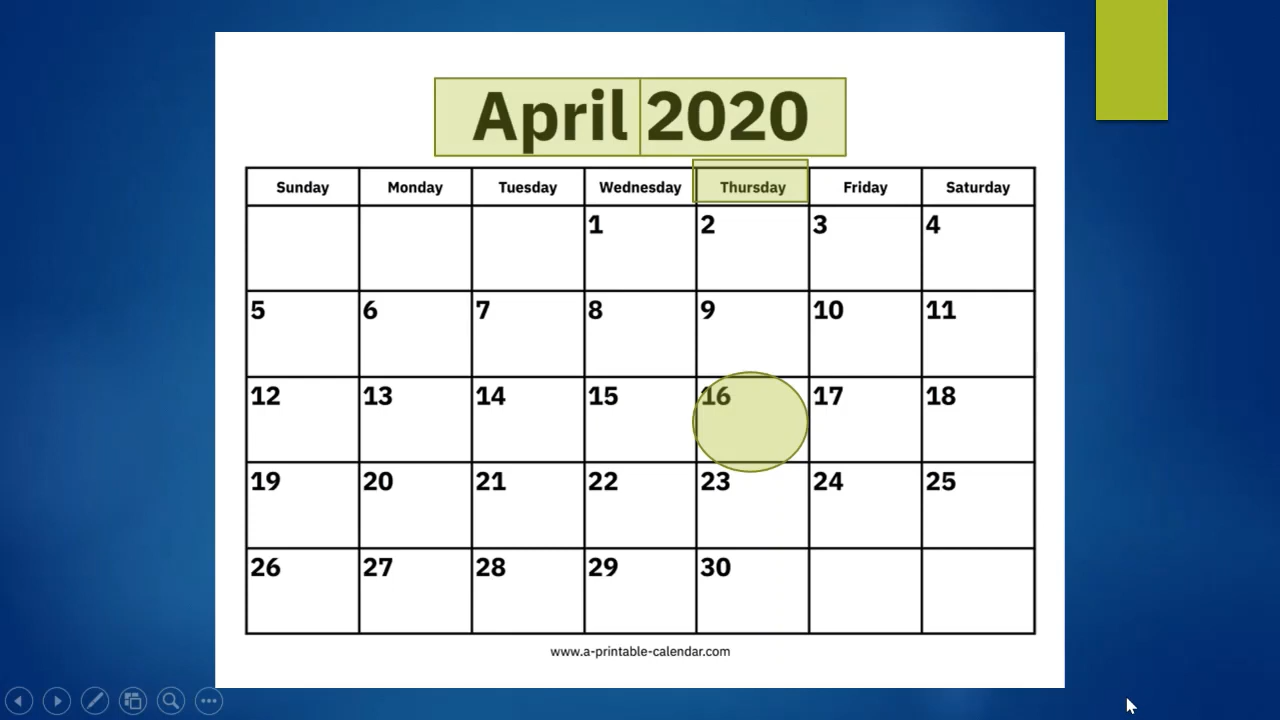 April 2020
Sunday Monday Tuesday Wednesday Thursday Friday Saturday
1 2 3 4
5 6 7 8 9 10 11
12 13 14 15 16 17 18
19 20 21 22 23 24 25
26 27 28 29 30
www.a-printable-calendar.com